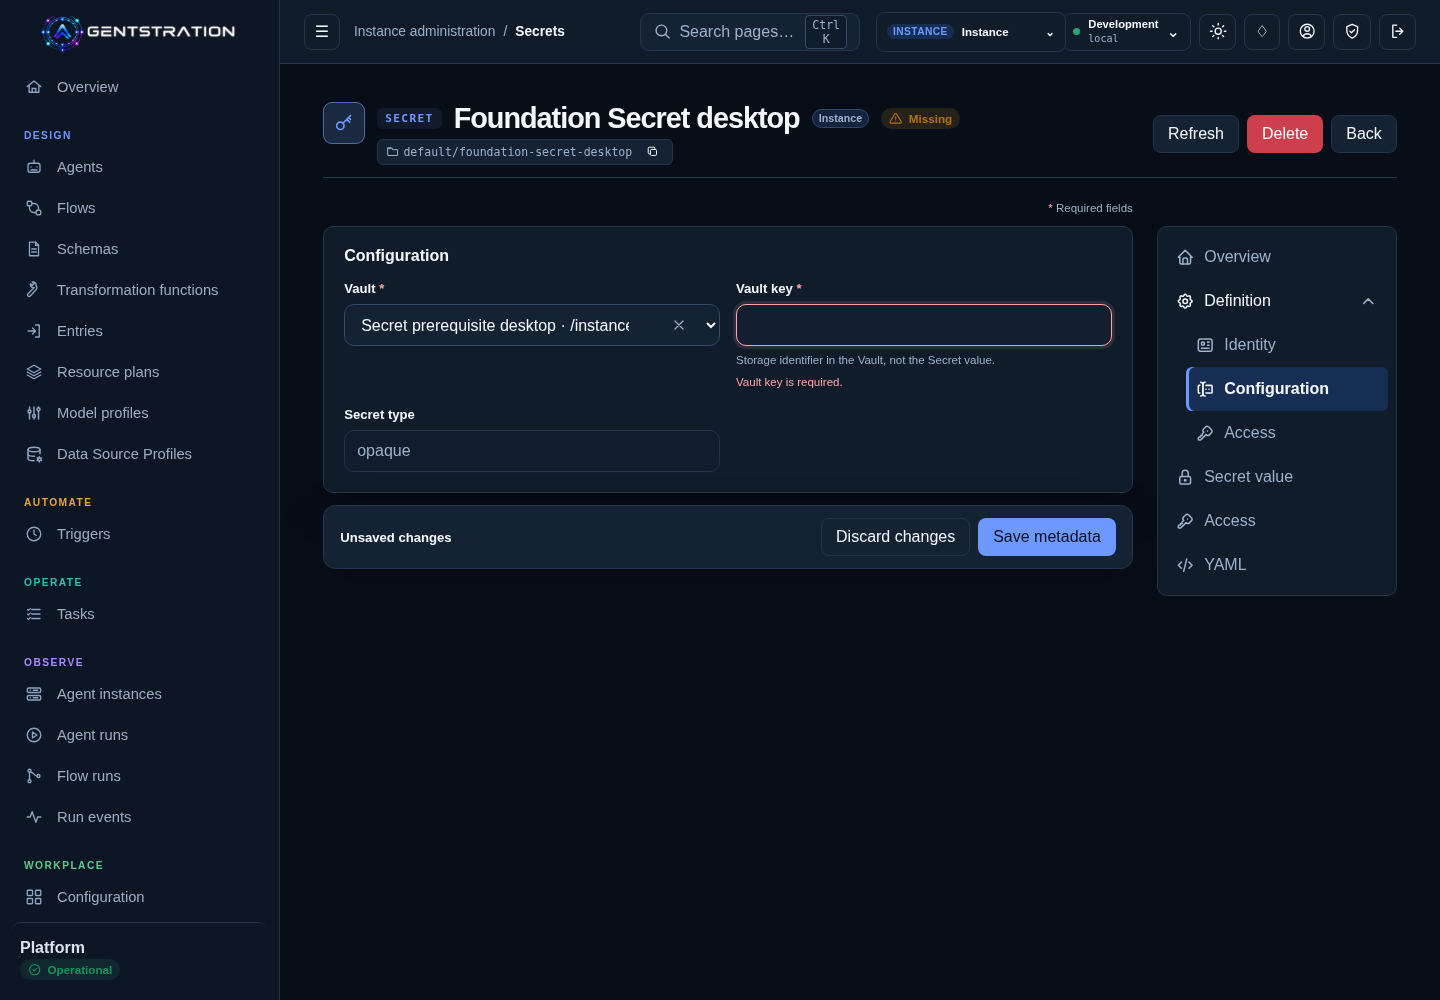 GENTSTRATION
Overview
DESIGN
Agents
Flows
Schemas
Transformation functions
Entries
Resource plans
Model profiles
Data Source Profiles
AUTOMATE
Triggers
OPERATE
Tasks
OBSERVE
Agent instances
Agent runs
Flow runs
Run events
WORKPLACE
Configuration
Platform
Operational
Instance administration / Secrets
Search pages…
Ctrl
K
INSTANCE Instance
Development
local
SECRET Foundation Secret desktop Instance Missing
default/foundation-secret-desktop
Refresh Delete Back
* Required fields
Configuration
Vault *
Secret prerequisite desktop · /instance
Vault key *
Storage identifier in the Vault, not the Secret value.
Vault key is required.
Secret type
opaque
Unsaved changes
Discard changes Save metadata
Overview
Definition
Identity
Configuration
Access
Secret value
Access
YAML